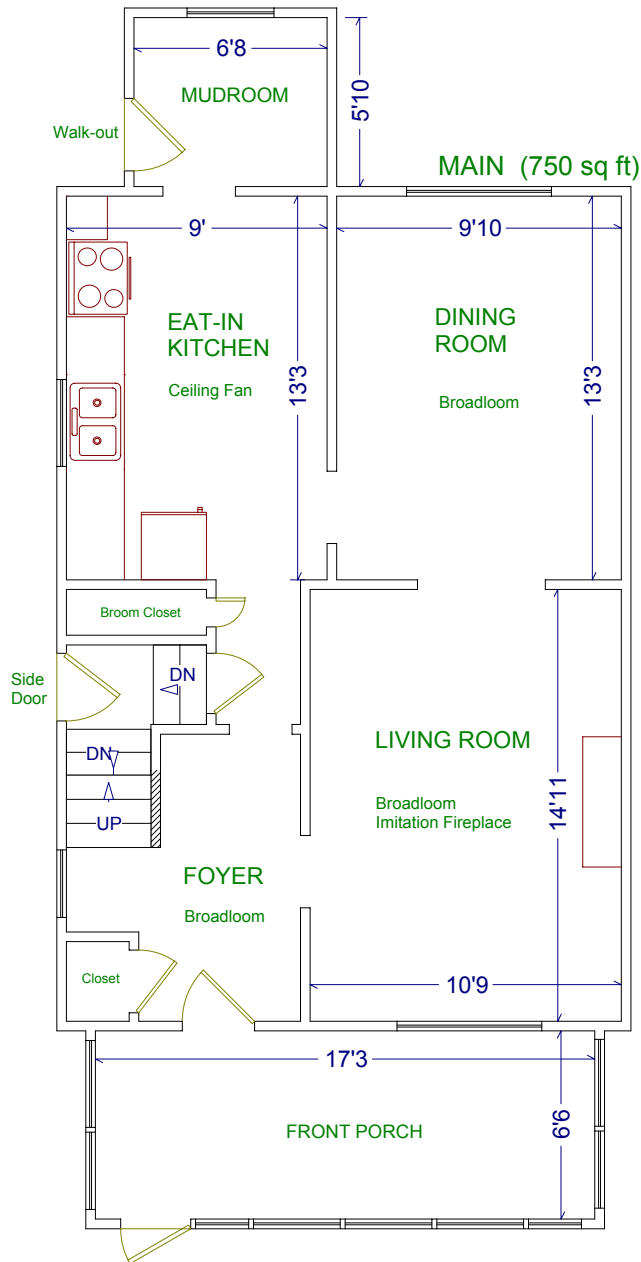 6'8
MUDROOM
5'10
Walk-out
MAIN (750 sq ft)
9'
9'10
EAT-IN
KITCHEN
Ceiling Fan
13'3
DINING
ROOM
Broadloom
13'3
Broom Closet
Side
Door
DN
DN
UP
LIVING ROOM
Broadloom
Imitation Fireplace
14'11
FOYER
Broadloom
Closet
10'9
17'3
FRONT PORCH
6'6